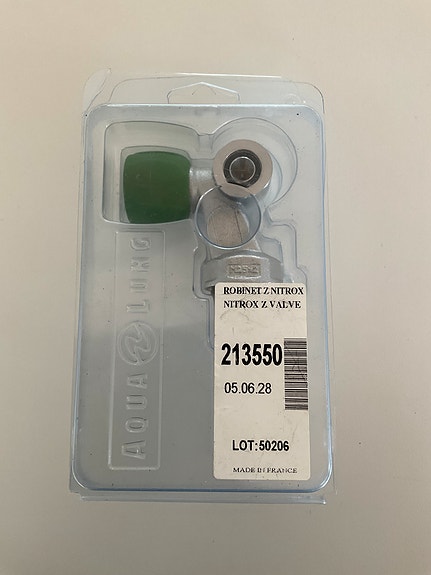 AQUA LUNG
ROBINET Z NITROX
NITROX Z VALVE
213550
05.06.28
LOT:50206
MADE IN FRANCE